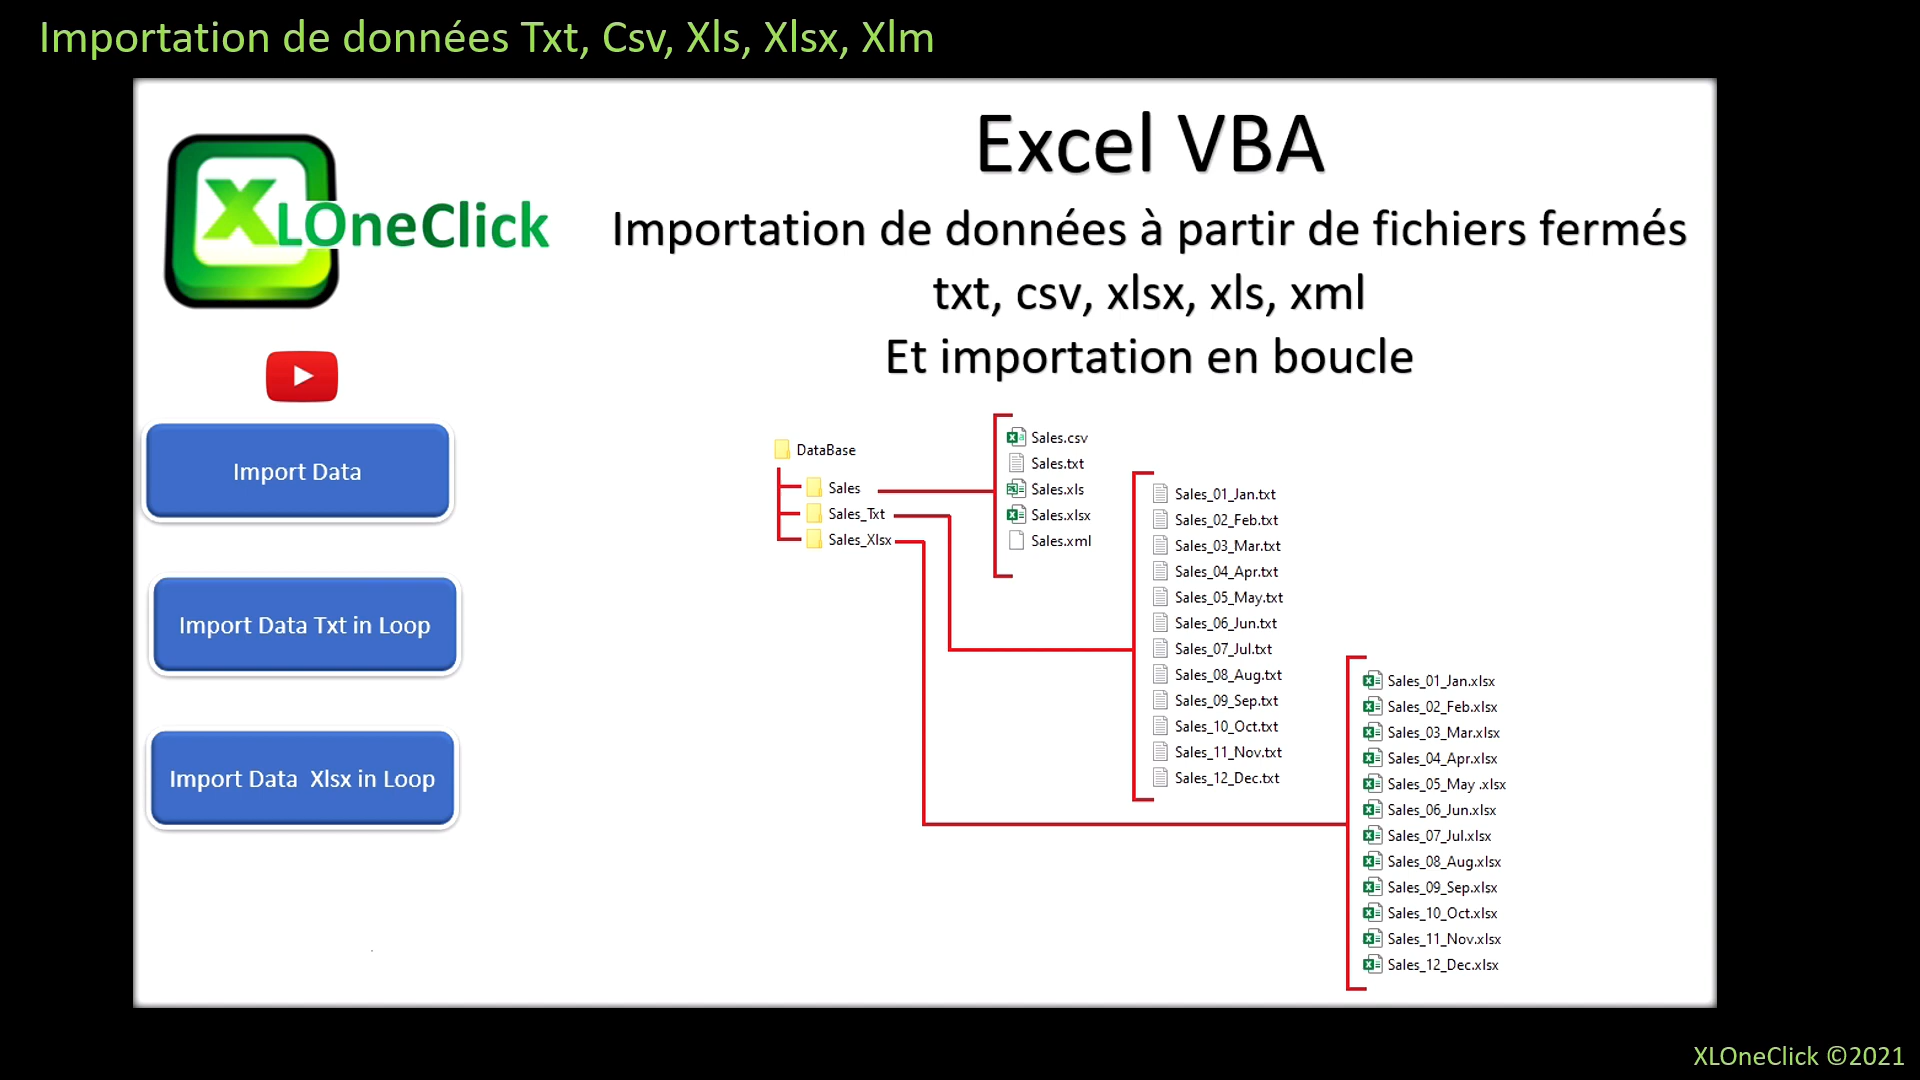 Importation de données Txt, Csv, Xls, Xlsx, Xlm
XLOneClick
Excel VBA
Importation de données à partir de fichiers fermés
txt, csv, xlsx, xls, xml
Et importation en boucle
Import Data
Import Data Txt in Loop
Import Data Xlsx in Loop
DataBase
Sales
Sales_Txt
Sales_Xlsx
Sales.csv
Sales.txt
Sales.xls
Sales.xlsx
Sales.xml
Sales_01_Jan.txt
Sales_02_Feb.txt
Sales_03_Mar.txt
Sales_04_Apr.txt
Sales_05_May.txt
Sales_06_Jun.txt
Sales_07_Jul.txt
Sales_08_Aug.txt
Sales_09_Sep.txt
Sales_10_Oct.txt
Sales_11_Nov.txt
Sales_12_Dec.txt
Sales_01_Jan.xlsx
Sales_02_Feb.xlsx
Sales_03_Mar.xlsx
Sales_04_Apr.xlsx
Sales_05_May .xlsx
Sales_06_Jun.xlsx
Sales_07_Jul.xlsx
Sales_08_Aug.xlsx
Sales_09_Sep.xlsx
Sales_10_Oct.xlsx
Sales_11_Nov.xlsx
Sales_12_Dec.xlsx
XLOneClick ©2021